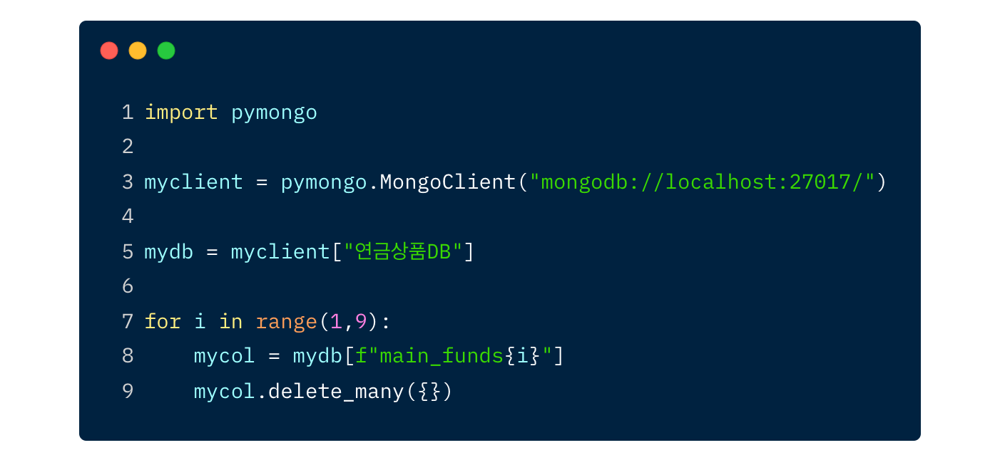 1 import pymongo
2
3 myclient = pymongo.MongoClient("mongodb://localhost:27017/")
4
5 mydb = myclient["연금상품DB"]
6
7 for i in range(1,9):
8     mycol = mydb[f"main_funds{i}"]
9     mycol.delete_many({})